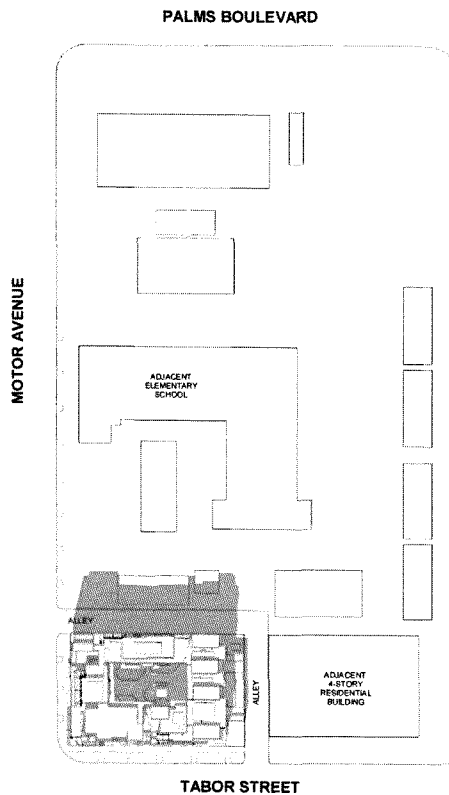 PALMS BOULEVARD
MOTOR AVENUE
ADJACENT
ELEMENTARY
SCHOOL
ALLEY
ALLEY
ADJACENT
4-STORY
RESIDENTIAL
BUILDING
TABOR STREET